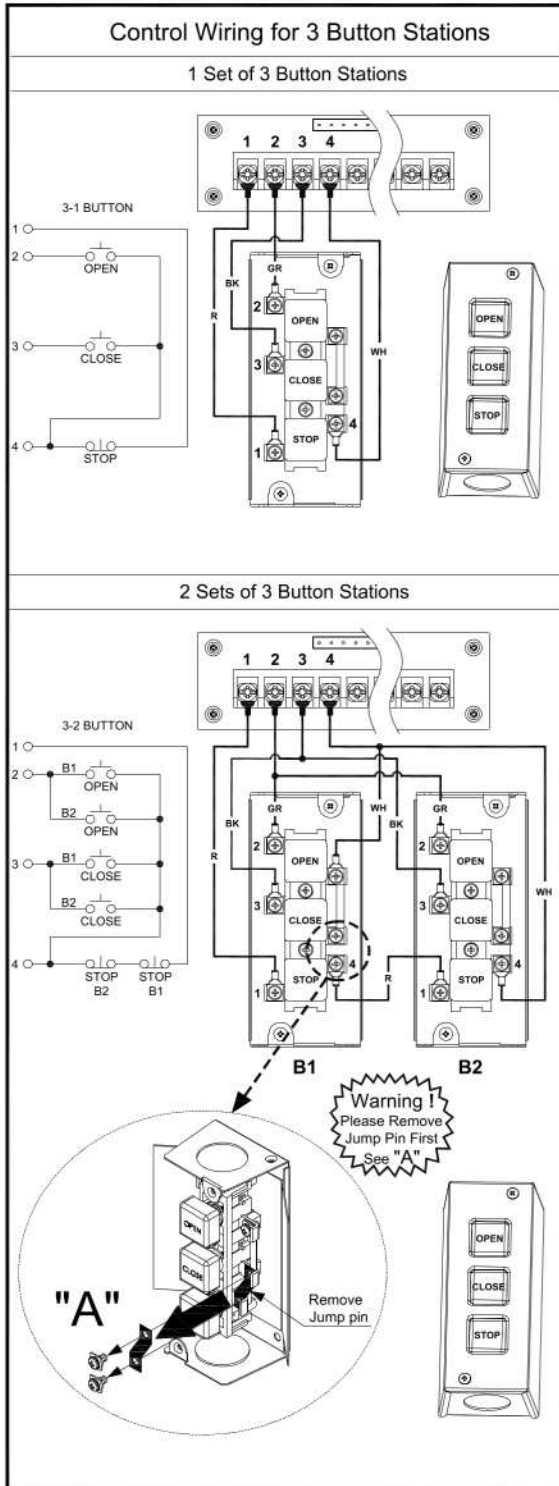 Control Wiring for 3 Button Stations
1 Set of 3 Button Stations
1 2 3 4
3-1 BUTTON
1
2
OPEN
3
CLOSE
4
STOP
GR
BK
R
WH
2
OPEN
3
CLOSE
4
1
STOP
OPEN
CLOSE
STOP
2 Sets of 3 Button Stations
1 2 3 4
3-2 BUTTON
1
2
B1
OPEN
B2
OPEN
3
B1
CLOSE
B2
CLOSE
4
STOP
B2
STOP
B1
GR
WH
BK
R
2
OPEN
3
CLOSE
4
1
STOP
B1
GR
BK
WH
R
2
OPEN
3
CLOSE
4
1
STOP
B2
Warning !
Please Remove
Jump Pin First
See "A"
"A"
OPEN
CLOSE
Remove
Jump pin
OPEN
CLOSE
STOP